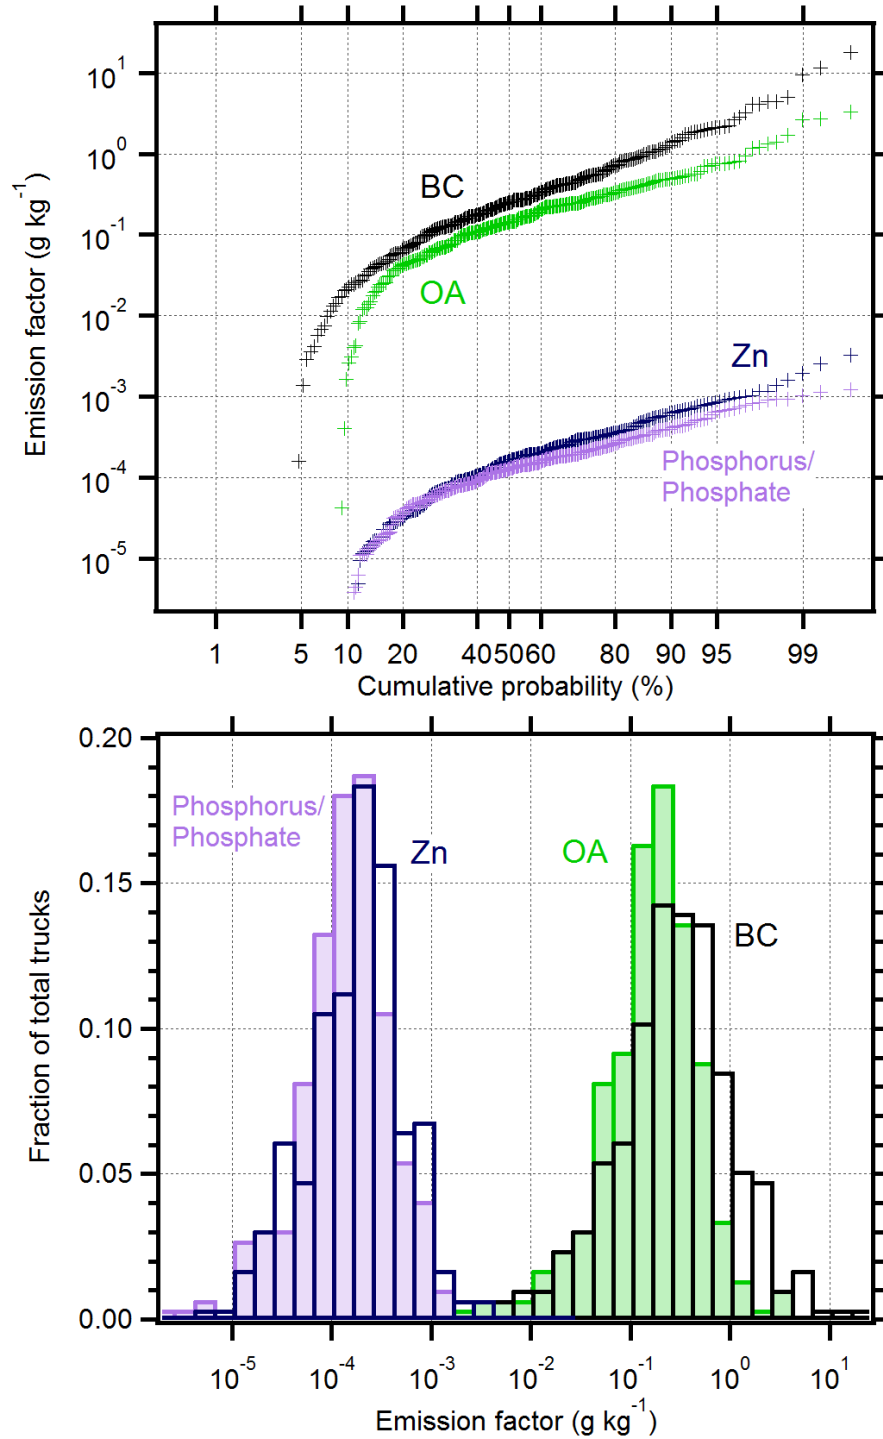 10^1
10^0
10^-1
10^-2
10^-3
10^-4
10^-5
Emission factor (g kg^-1)
BC
OA
Zn
Phosphorus/
Phosphate
1 5 10 20 40 50 60 80 90 95 99
Cumulative probability (%)
0.20
0.15
0.10
0.05
0.00
Fraction of total trucks
Phosphorus/
Phosphate
Zn
OA
BC
10^-5 10^-4 10^-3 10^-2 10^-1 10^0 10^1
Emission factor (g kg^-1)